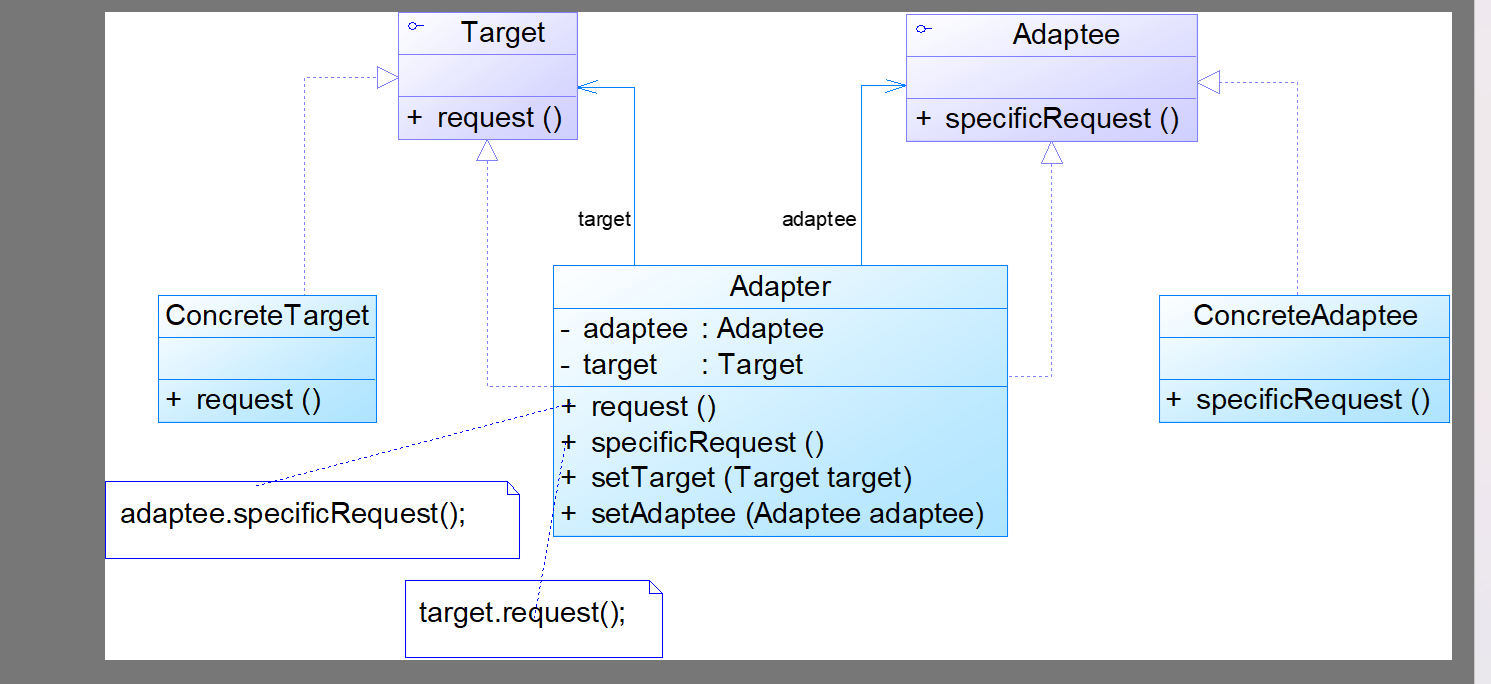 Target
+ request ()
Adaptee
+ specificRequest ()
target
adaptee
ConcreteTarget
+ request ()
Adapter
- adaptee : Adaptee
- target : Target
+ request ()
+ specificRequest ()
+ setTarget (Target target)
+ setAdaptee (Adaptee adaptee)
ConcreteAdaptee
+ specificRequest ()
adaptee.specificRequest();
target.request();